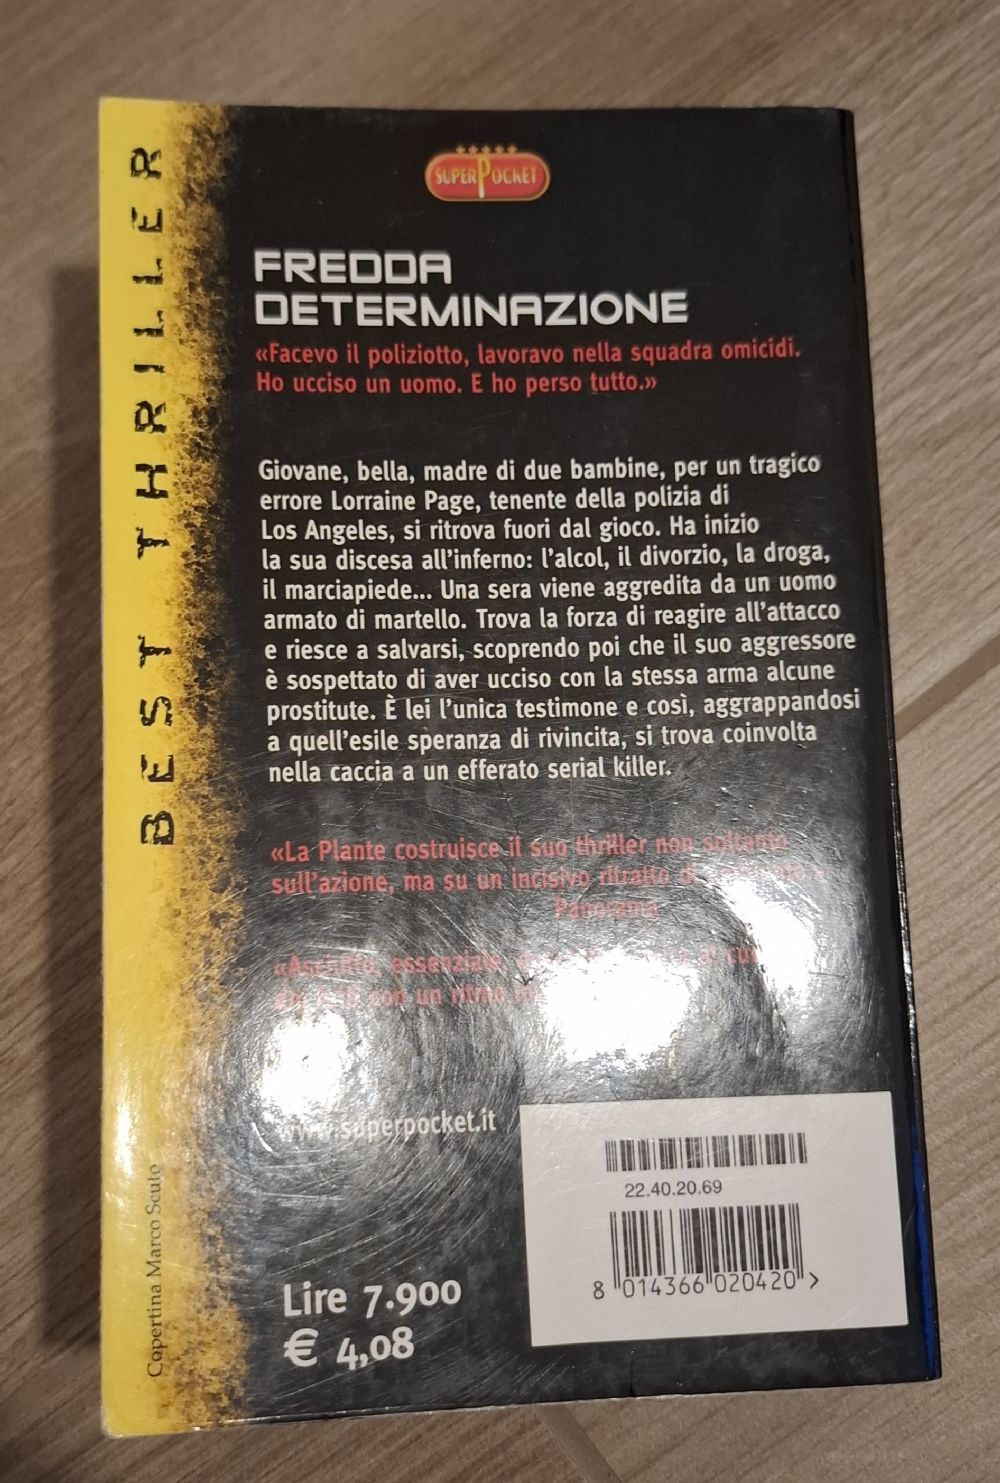 SUPERPOCKET
FREDDA
DETERMINAZIONE
«Facevo il poliziotto, lavoravo nella squadra omicidi.
Ho ucciso un uomo. E ho perso tutto.»
Giovane, bella, madre di due bambine, per un tragico
errore Lorraine Page, tenente della polizia di
Los Angeles, si ritrova fuori dal gioco. Ha inizio
la sua discesa all'inferno: l'alcol, il divorzio, la droga,
il marciapiede... Una sera viene aggredita da un uomo
armato di martello. Trova la forza di reagire all'attacco
e riesce a salvarsi, scoprendo poi che il suo aggressore
è sospettato di aver ucciso con la stessa arma alcune
prostitute. È lei l'unica testimone e così, aggrappandosi
a quell'esile speranza di rivincita, si trova coinvolta
nella caccia a un efferato serial killer.
«La Plante costruisce il suo thriller non soltanto
sull'azione, ma su un incisivo ritratto
Panorama
«Asciutto, essenziale,
con un ritmo
www.superpocket.it
Lire 7.900
€ 4,08
22.40.20.69
8 014366 020420 >
BEST THRILLER
Copertina Marco Scuto